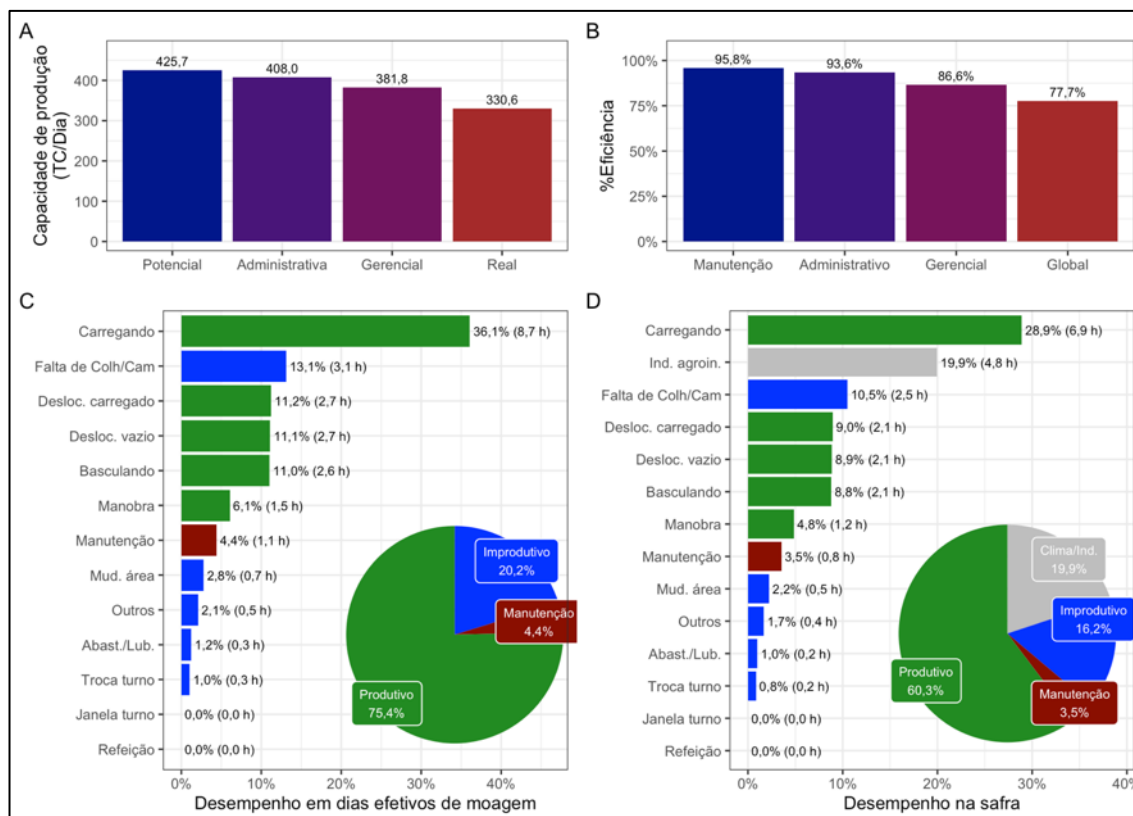 A
Capacidade de produção
(TC/Dia)
400
300
200
100
0
425,7
408,0
381,8
330,6
Potencial
Administrativa
Gerencial
Real
B
%Eficiência
100%
75%
50%
25%
0%
95,8%
93,6%
86,6%
77,7%
Manutenção
Administrativo
Gerencial
Global
C
Carregando 36,1% (8,7 h)
Falta de Colh/Cam 13,1% (3,1 h)
Desloc. carregado 11,2% (2,7 h)
Desloc. vazio 11,1% (2,7 h)
Basculando 11,0% (2,6 h)
Manobra 6,1% (1,5 h)
Manutenção 4,4% (1,1 h)
Mud. área 2,8% (0,7 h)
Outros 2,1% (0,5 h)
Abast./Lub. 1,2% (0,3 h)
Troca turno 1,0% (0,3 h)
Janela turno 0,0% (0,0 h)
Refeição 0,0% (0,0 h)
Improdutivo
20,2%
Manutenção
4,4%
Produtivo
75,4%
0% 10% 20% 30% 40%
Desempenho em dias efetivos de moagem
D
Carregando 28,9% (6,9 h)
Ind. agroin. 19,9% (4,8 h)
Falta de Colh/Cam 10,5% (2,5 h)
Desloc. carregado 9,0% (2,1 h)
Desloc. vazio 8,9% (2,1 h)
Basculando 8,8% (2,1 h)
Manobra 4,8% (1,2 h)
Manutenção 3,5% (0,8 h)
Mud. área 2,2% (0,5 h)
Outros 1,7% (0,4 h)
Abast./Lub. 1,0% (0,2 h)
Troca turno 0,8% (0,2 h)
Janela turno 0,0% (0,0 h)
Refeição 0,0% (0,0 h)
Clima/Ind.
19,9%
Improdutivo
16,2%
Manutenção
3,5%
Produtivo
60,3%
0% 10% 20% 30% 40%
Desempenho na safra